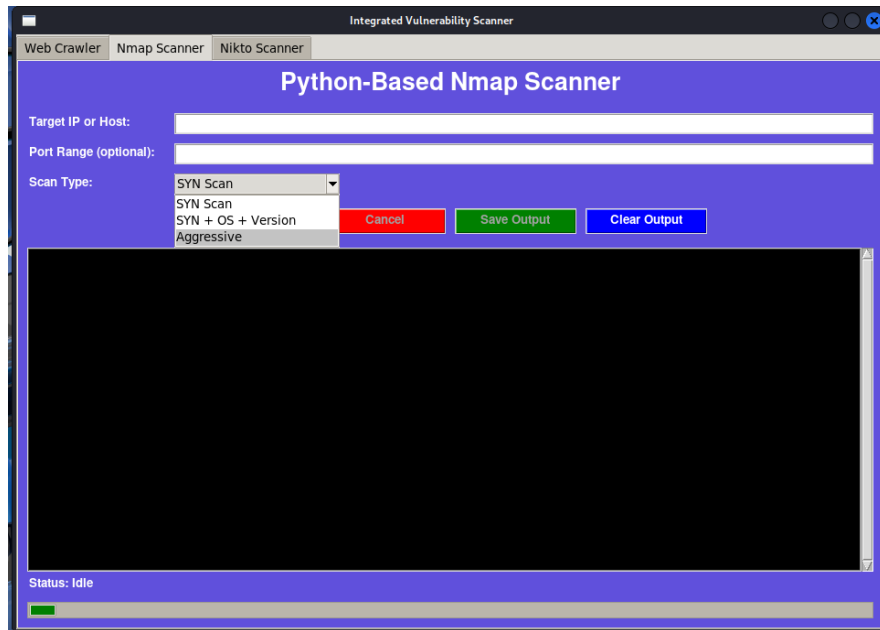 Integrated Vulnerability Scanner
Web Crawler Nmap Scanner Nikto Scanner
Python-Based Nmap Scanner
Target IP or Host:
Port Range (optional):
Scan Type: SYN Scan
SYN Scan
SYN + OS + Version
Aggressive
Cancel Save Output Clear Output
Status: Idle